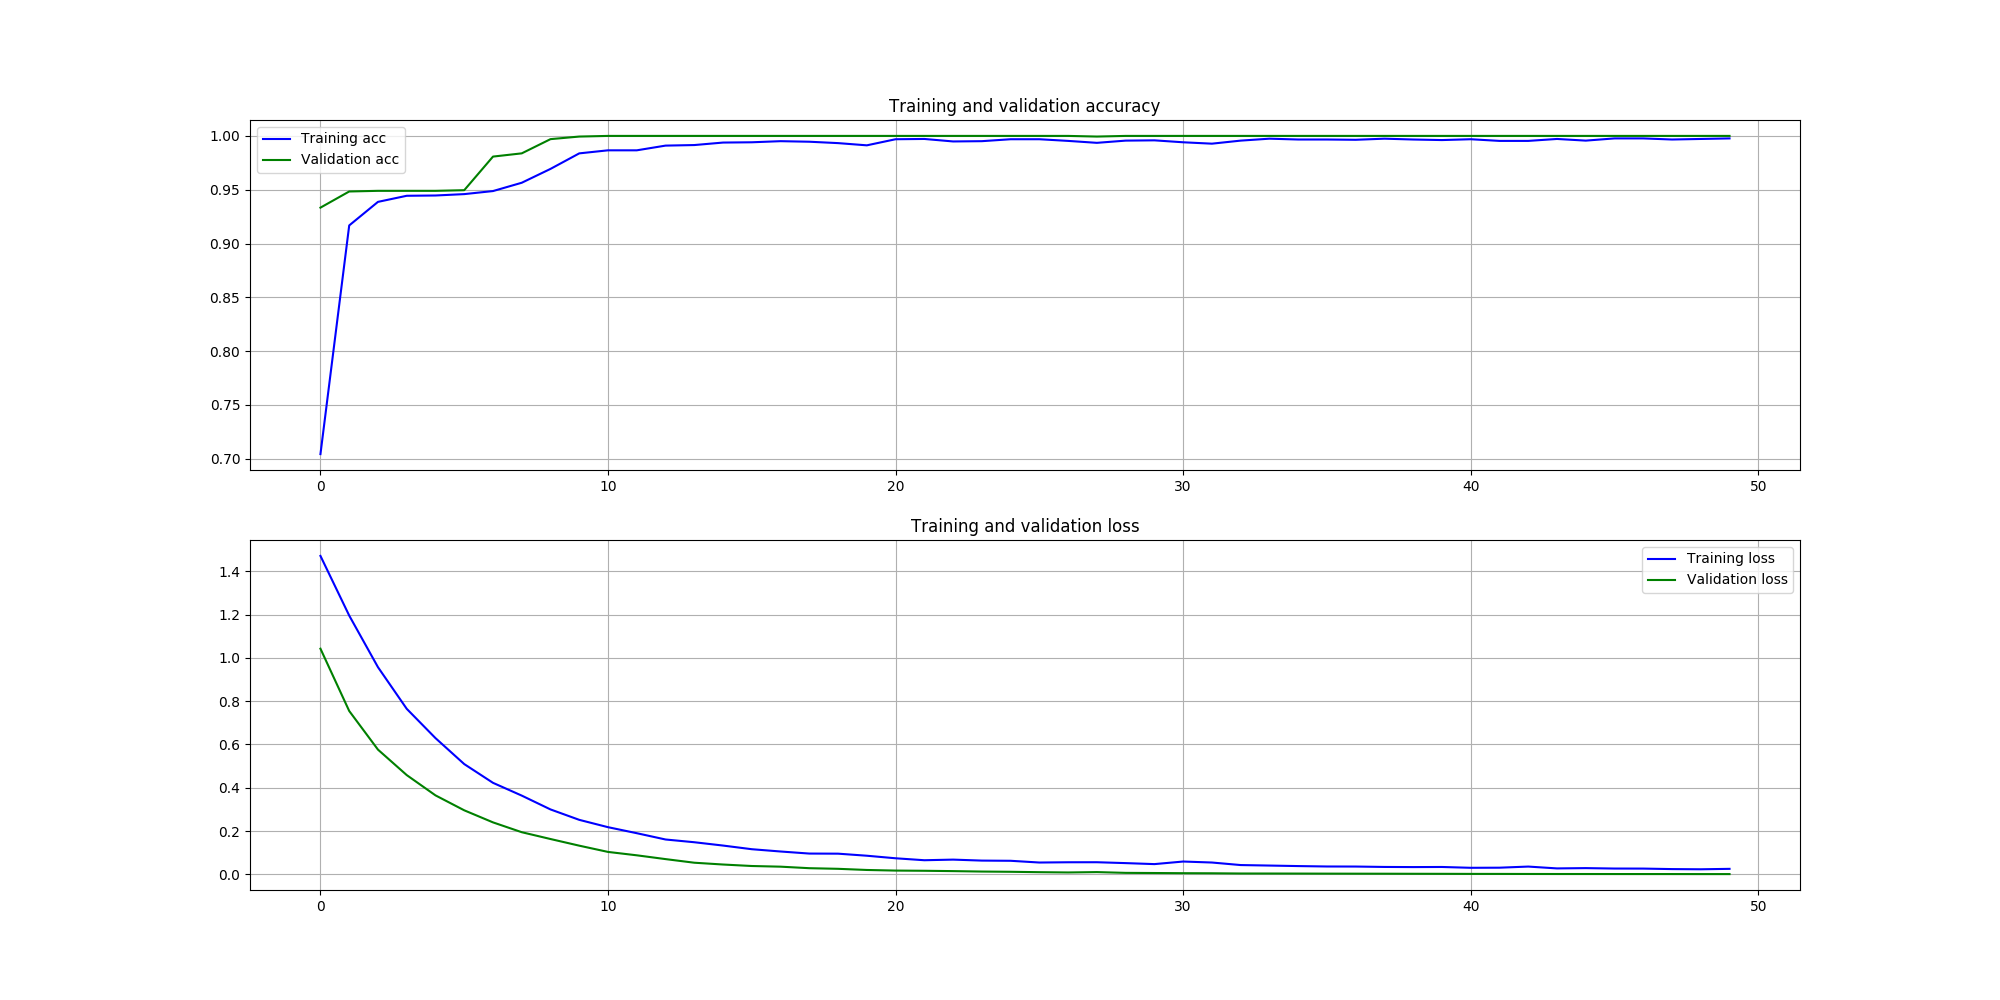 Training and validation accuracy
Training acc
Validation acc
1.00
0.95
0.90
0.85
0.80
0.75
0.70
0 10 20 30 40 50
Training and validation loss
Training loss
Validation loss
1.4
1.2
1.0
0.8
0.6
0.4
0.2
0.0
0 10 20 30 40 50